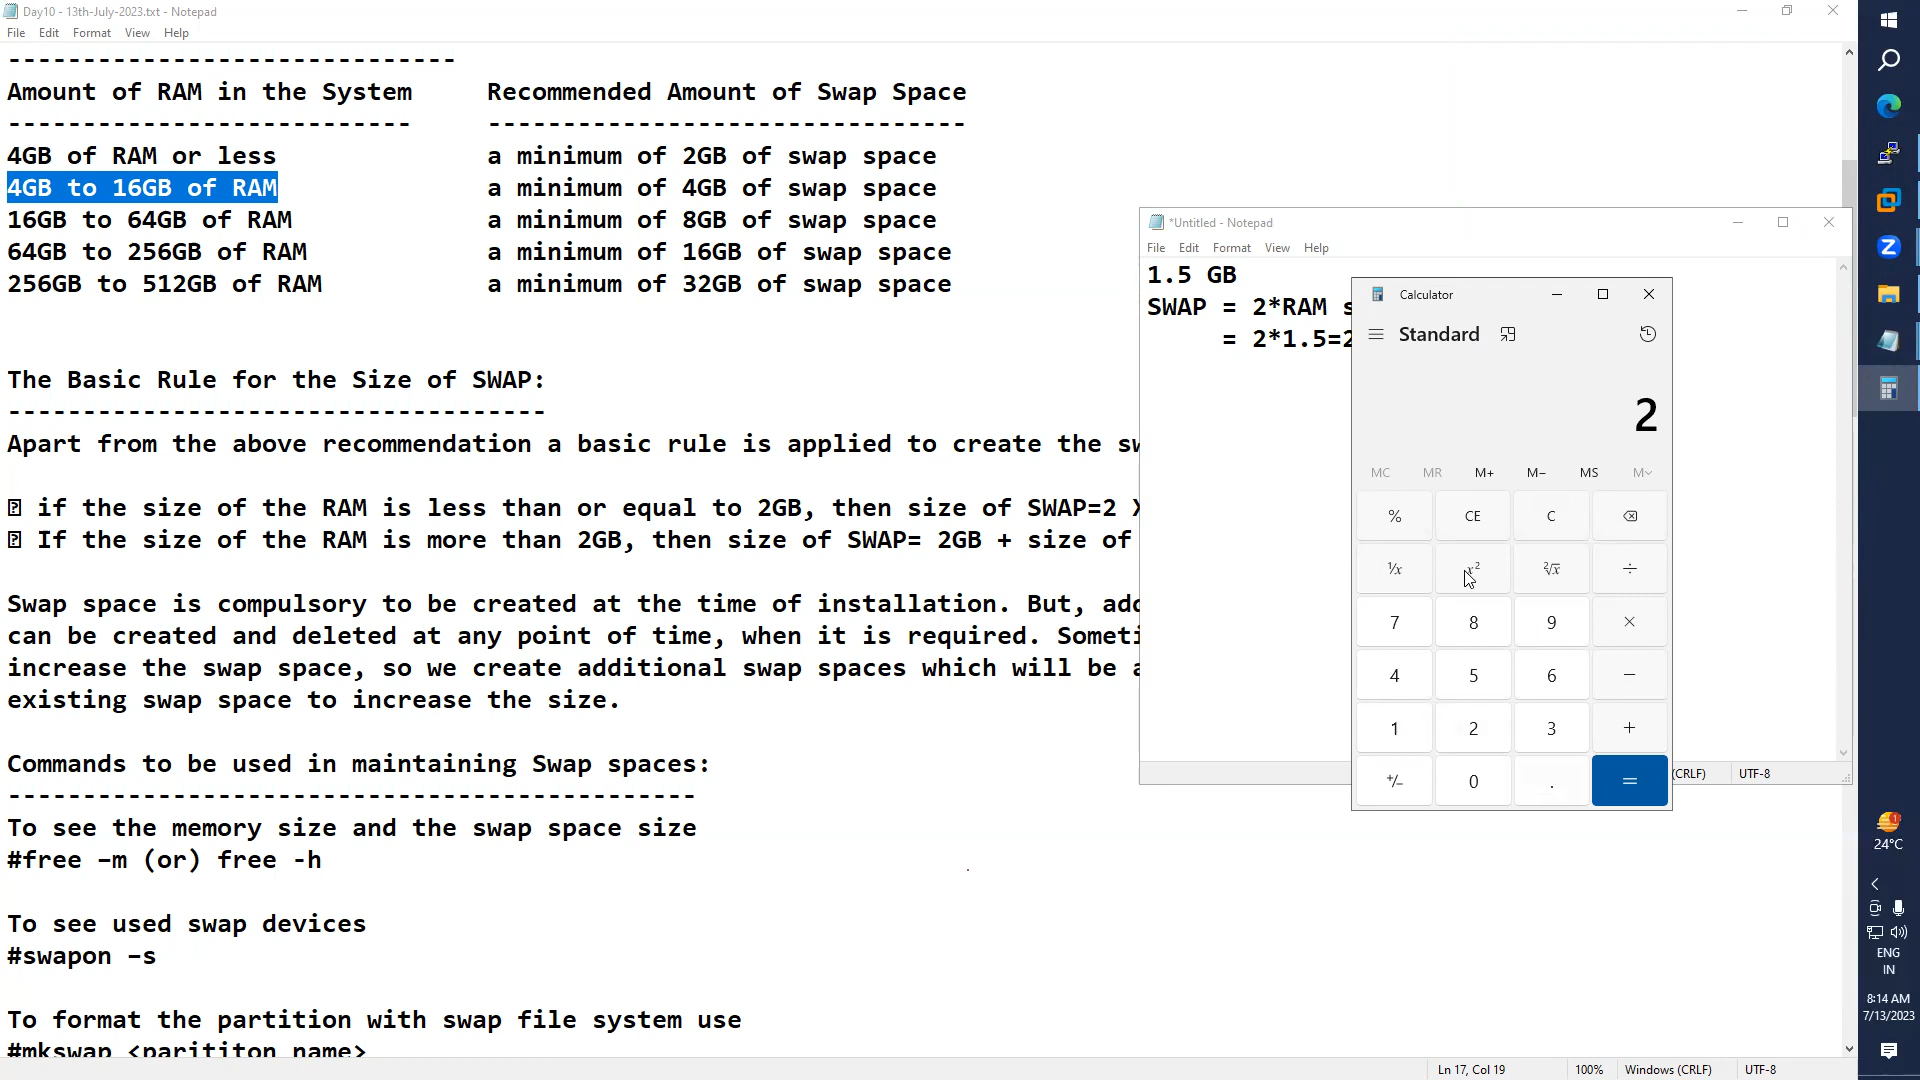 Day10 - 13th-July-2023.txt - Notepad
File Edit Format View Help
-------------------------------
Amount of RAM in the System Recommended Amount of Swap Space
--------------------------- --------------------------------
4GB of RAM or less a minimum of 2GB of swap space
4GB to 16GB of RAM a minimum of 4GB of swap space
16GB to 64GB of RAM a minimum of 8GB of swap space
64GB to 256GB of RAM a minimum of 16GB of swap space
256GB to 512GB of RAM a minimum of 32GB of swap space
The Basic Rule for the Size of SWAP:
------------------------------------
Apart from the above recommendation a basic rule is applied to create the
if the size of the RAM is less than or equal to 2GB, then size of SWAP=2 X
If the size of the RAM is more than 2GB, then size of SWAP= 2GB + size of
Swap space is compulsory to be created at the time of installation. But,
can be created and deleted at any point of time, when it is required.
increase the swap space, so we create additional swap spaces which will be
existing swap space to increase the size.
Commands to be used in maintaining Swap spaces:
----------------------------------------------
To see the memory size and the swap space size
#free –m (or) free -h
To see used swap devices
#swapon –s
To format the partition with swap file system use
#mkswap <parititon name>
Ln 17, Col 19 100% Windows (CRLF) UTF-8
*Untitled - Notepad
File Edit Format View Help
1.5 GB
SWAP = 2*RAM
= 2*1.5=2
(CRLF) UTF-8
Calculator
Standard
2
MC MR M+ M− MS M˅
% CE C
¹/x x² ²√x ÷
7 8 9 ×
4 5 6 −
1 2 3 +
+/− 0 . =
1
24°C
ENG
IN
8:14 AM
7/13/2023